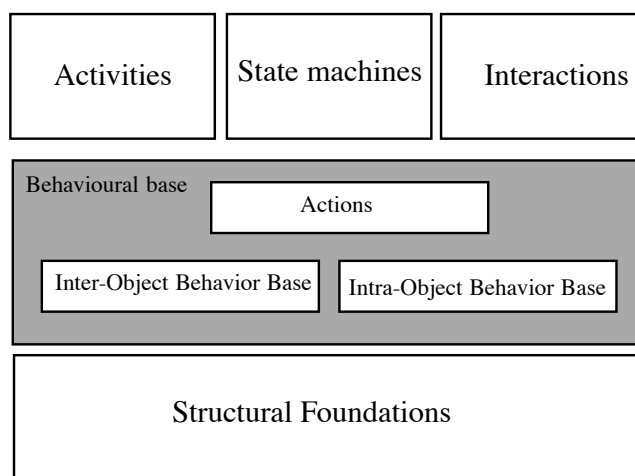 Activities
State machines
Interactions
Behavioural base
Actions
Inter-Object Behavior Base
Intra-Object Behavior Base
Structural Foundations